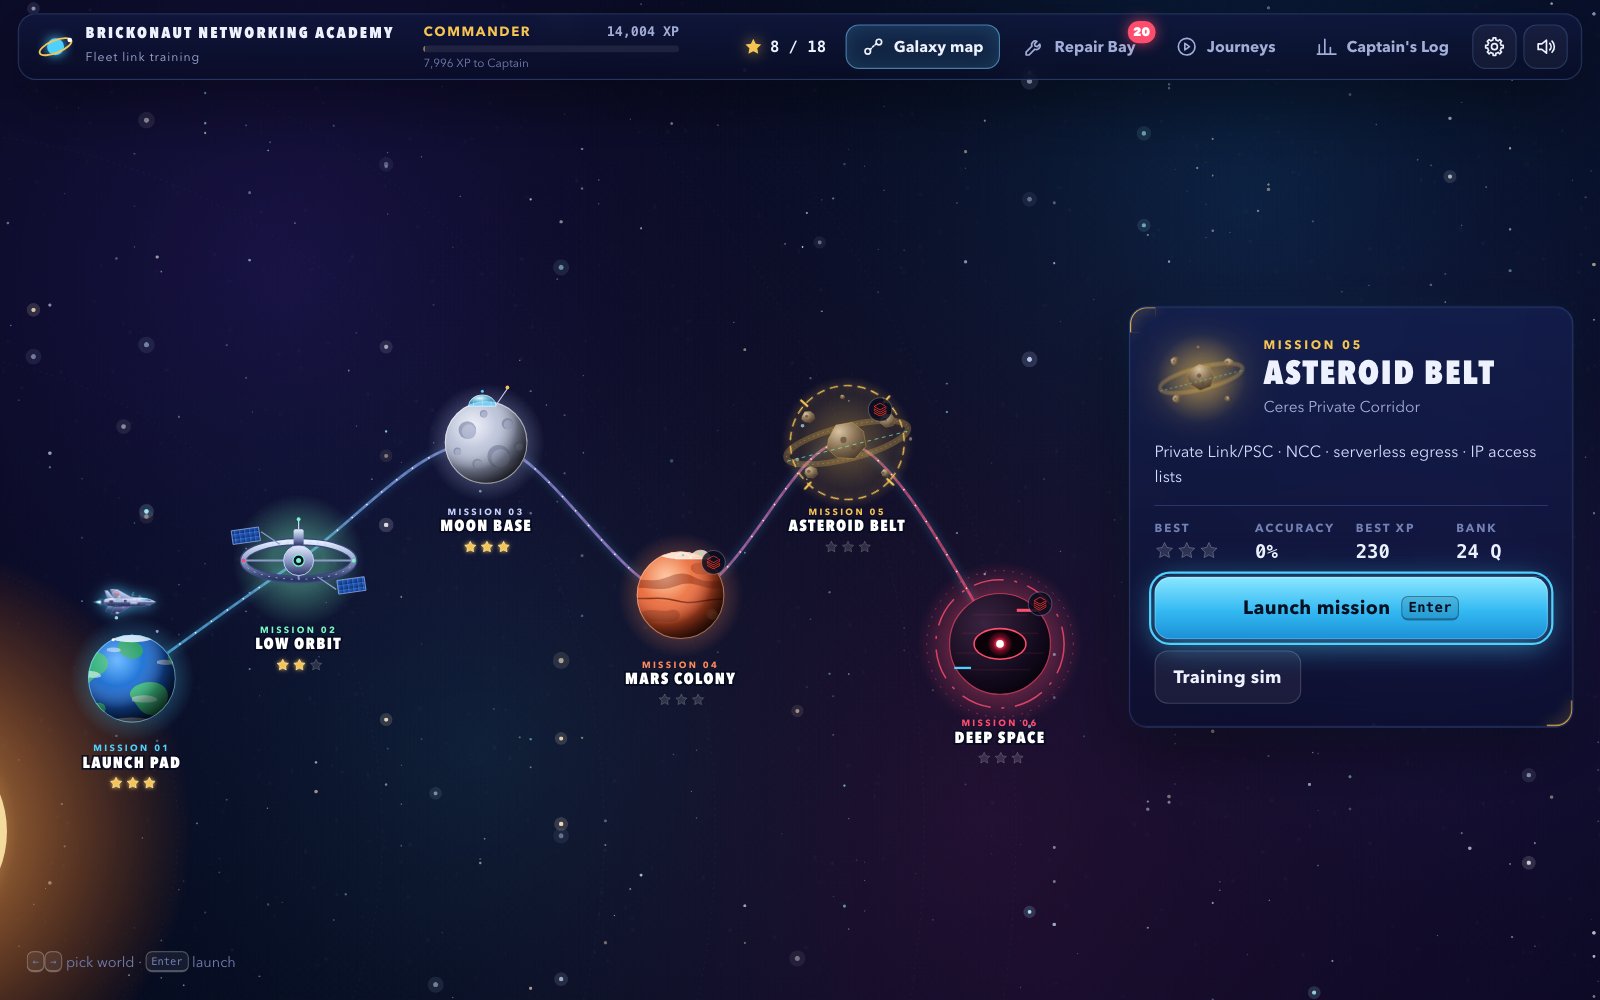 BRICKONAUT NETWORKING ACADEMY
Fleet link training
COMMANDER 14,004 XP
7,996 XP to Captain
8 / 18
Galaxy map
Repair Bay
20
Journeys
Captain's Log
MISSION 05
ASTEROID BELT
Ceres Private Corridor
Private Link/PSC · NCC · serverless egress · IP access
lists
BEST ACCURACY BEST XP BANK
0% 230 24 Q
Launch mission Enter
Training sim
MISSION 03
MOON BASE
MISSION 05
ASTEROID BELT
MISSION 02
LOW ORBIT
MISSION 04
MARS COLONY
MISSION 06
DEEP SPACE
MISSION 01
LAUNCH PAD
← → pick world · Enter launch